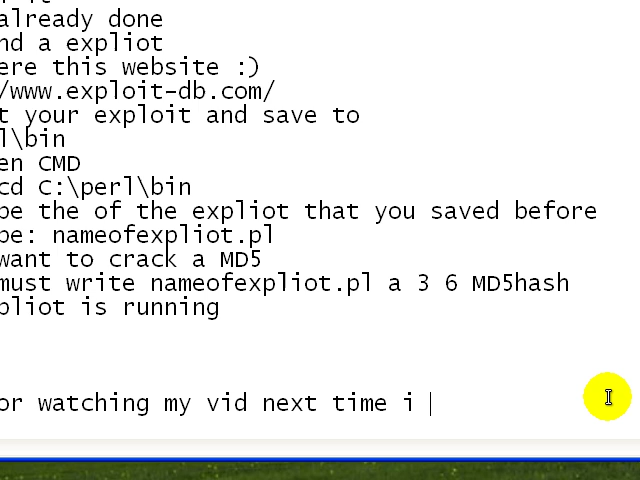 already done
nd a expliot
ere this website :)
/www.exploit-db.com/
t your exploit and save to
l\bin
en CMD
cd C:\perl\bin
pe the of the expliot that you saved before
pe: nameofexpliot.pl
want to crack a MD5
must write nameofexpliot.pl a 3 6 MD5hash
pliot is running
or watching my vid next time i